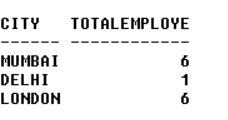 CITY TOTALEMPLOYE
------ ------------
MUMBAI 6
DELHI 1
LONDON 6